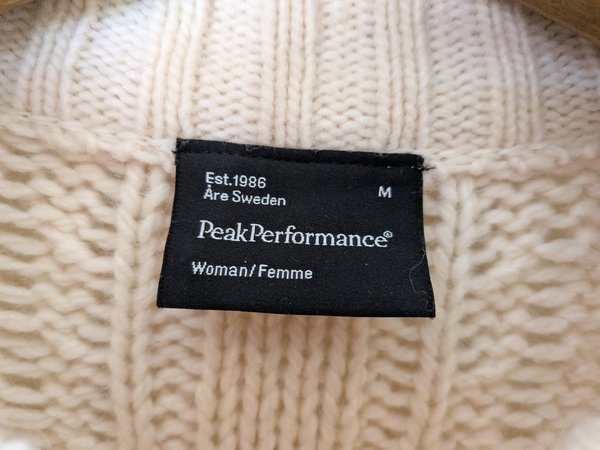 Est.1986
M
Åre Sweden
PeakPerformance®
Woman/Femme